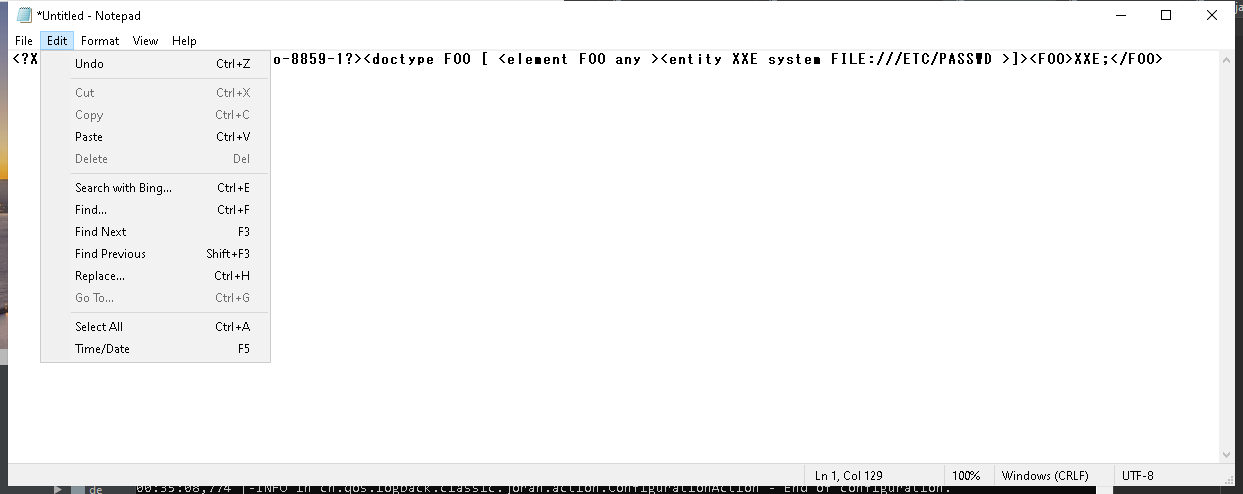 *Untitled - Notepad
File Edit Format View Help
<?X o-8859-1?><doctype FOO [ <element FOO any ><entity XXE system FILE:///ETC/PASSWD >]><FOO>XXE;</FOO>
Undo Ctrl+Z
Cut Ctrl+X
Copy Ctrl+C
Paste Ctrl+V
Delete Del
Search with Bing... Ctrl+E
Find... Ctrl+F
Find Next F3
Find Previous Shift+F3
Replace... Ctrl+H
Go To... Ctrl+G
Select All Ctrl+A
Time/Date F5
Ln 1, Col 129 100% Windows (CRLF) UTF-8
de 00:35:08,774 |-INFO in ch.qos.logback.classic.joran.action.ConfigurationAction - End of configuration.